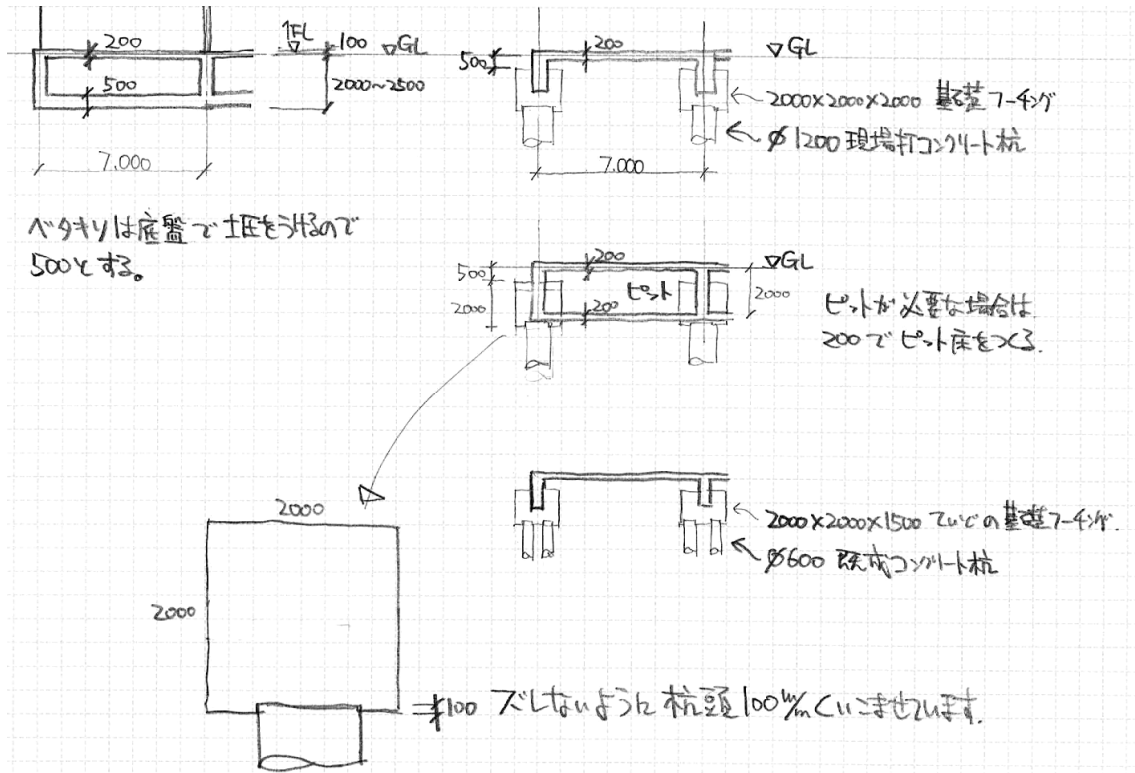 1FL
200
100
▽GL
500
2000~2500
7.000
ベタキソは底盤で土圧をうけるので
500とする。
200
▽GL
500
2000×2000×2000 基礎フーチング
φ1200 現場打コンクリート杭
7.000
200
▽GL
500
2000
ピット
200
2000
ピットが必要な場合は
200でピット床をつくる.
2000×2000×1500 ていどの基礎フーチング.
φ600 既成コンクリート杭
2000
2000
100 ズレないように杭頭100m/mくいこませています.